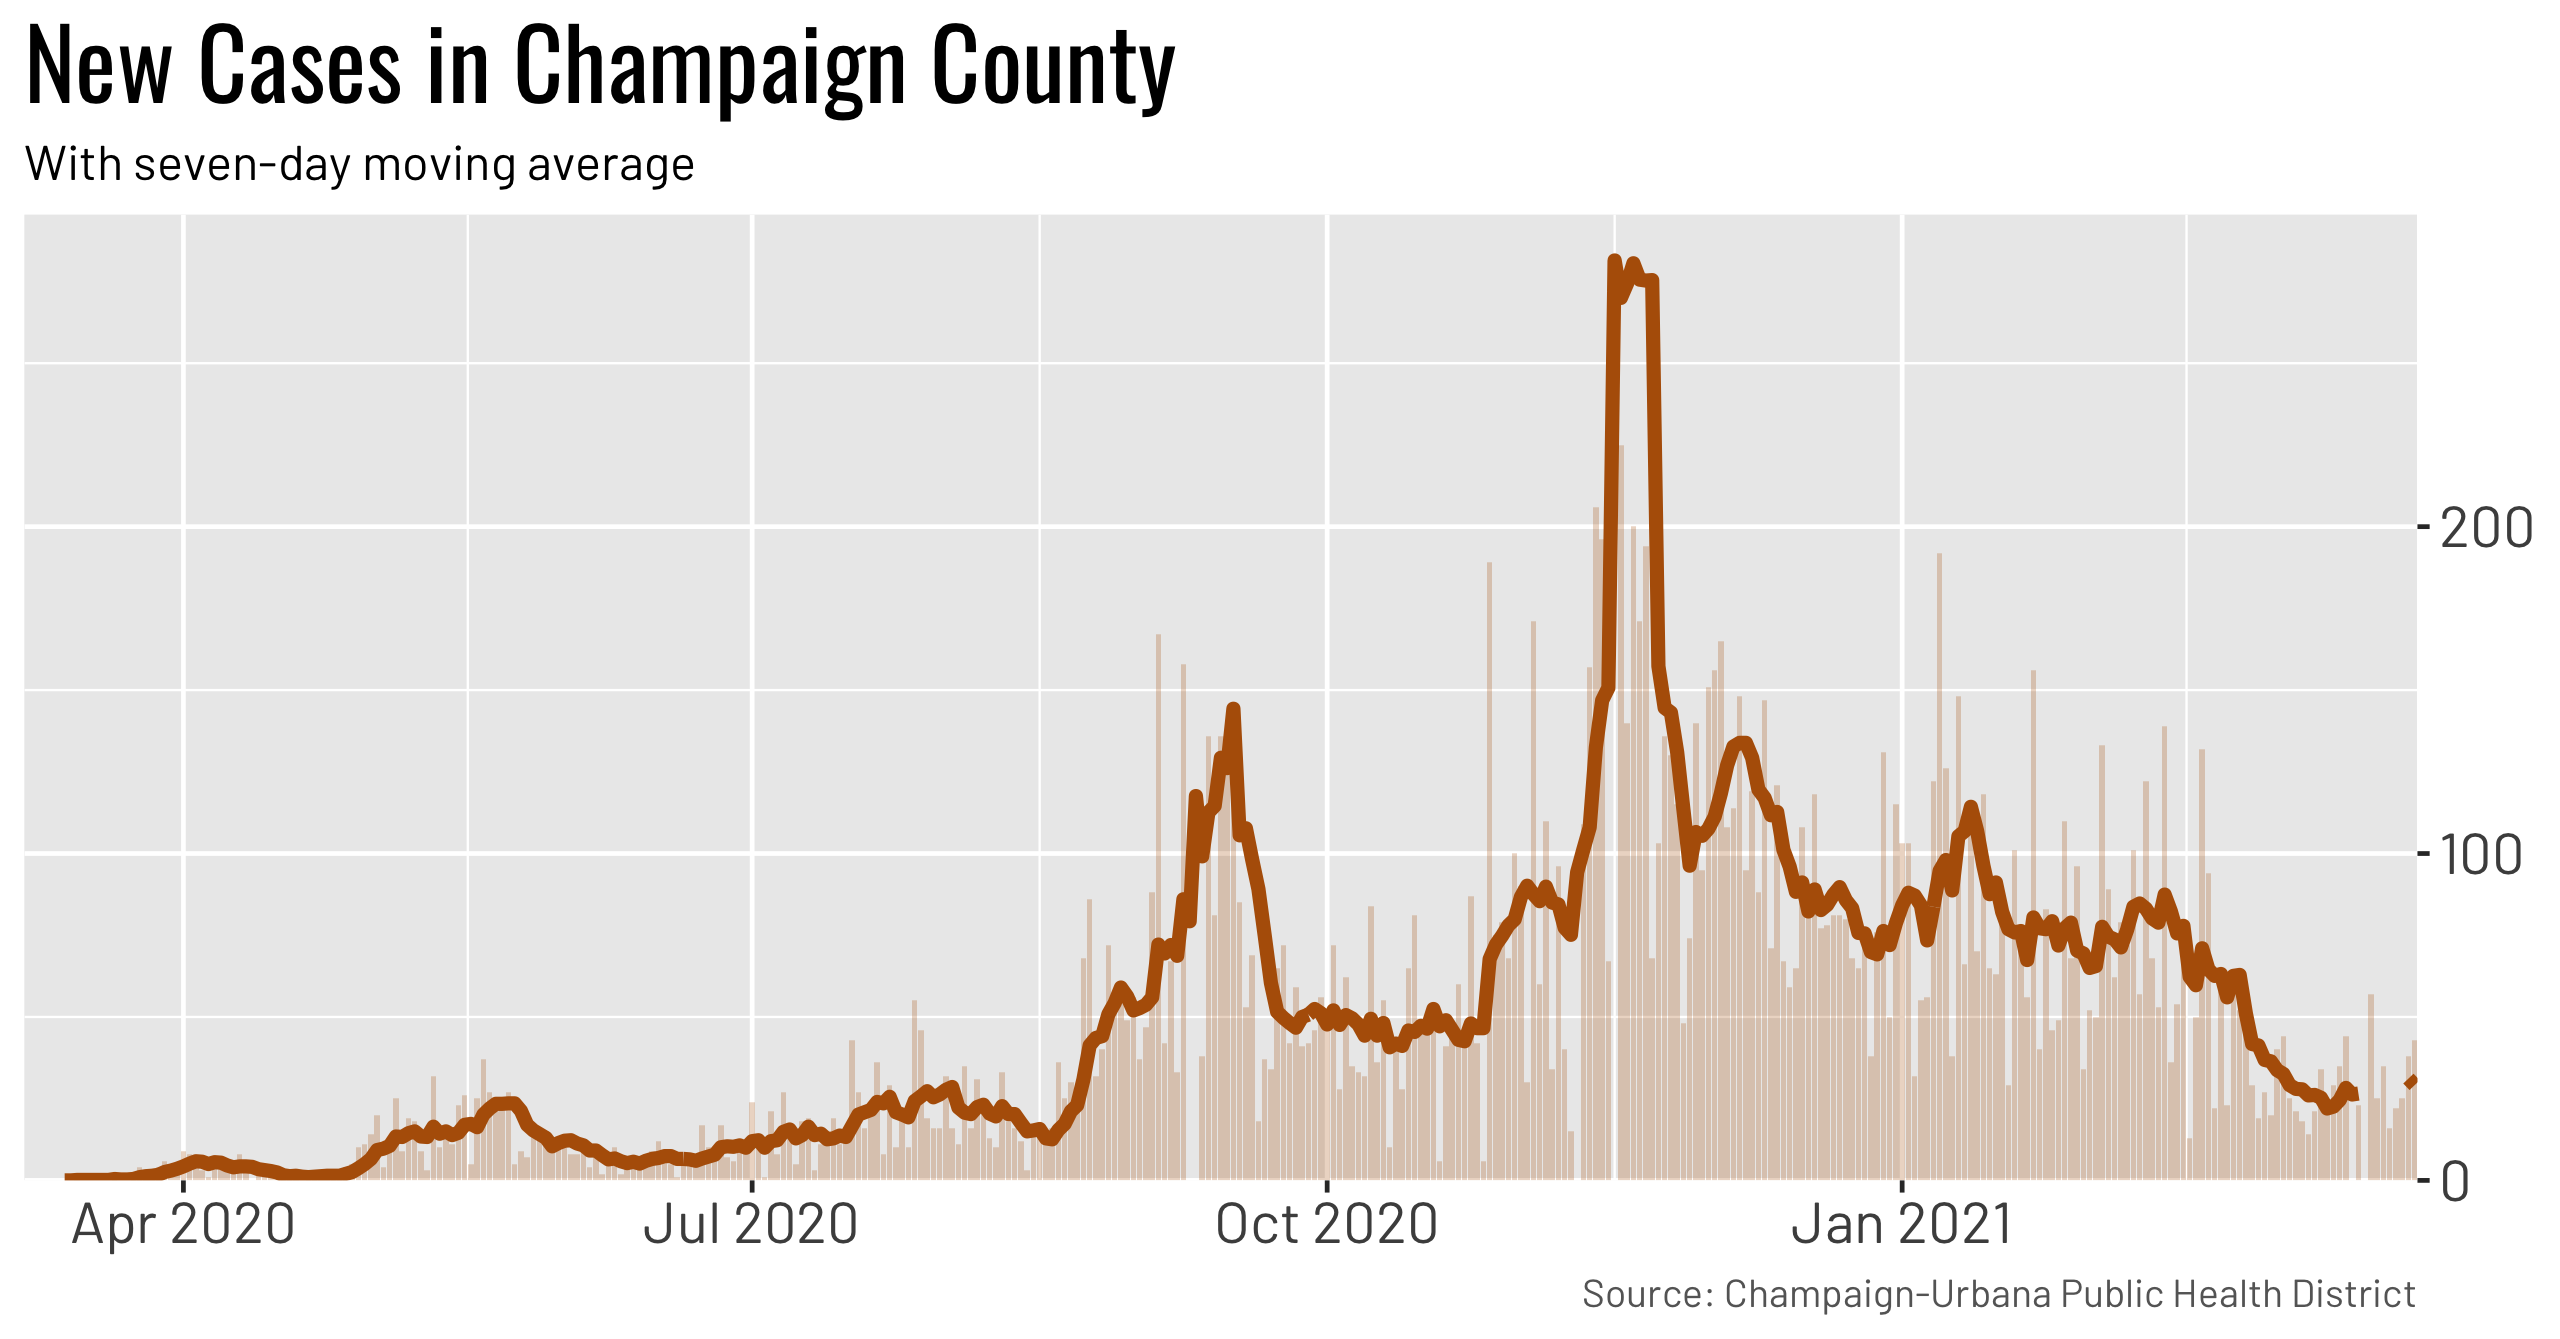 New Cases in Champaign County
With seven-day moving average
200
100
0
Apr 2020 Jul 2020 Oct 2020 Jan 2021
Source: Champaign-Urbana Public Health District